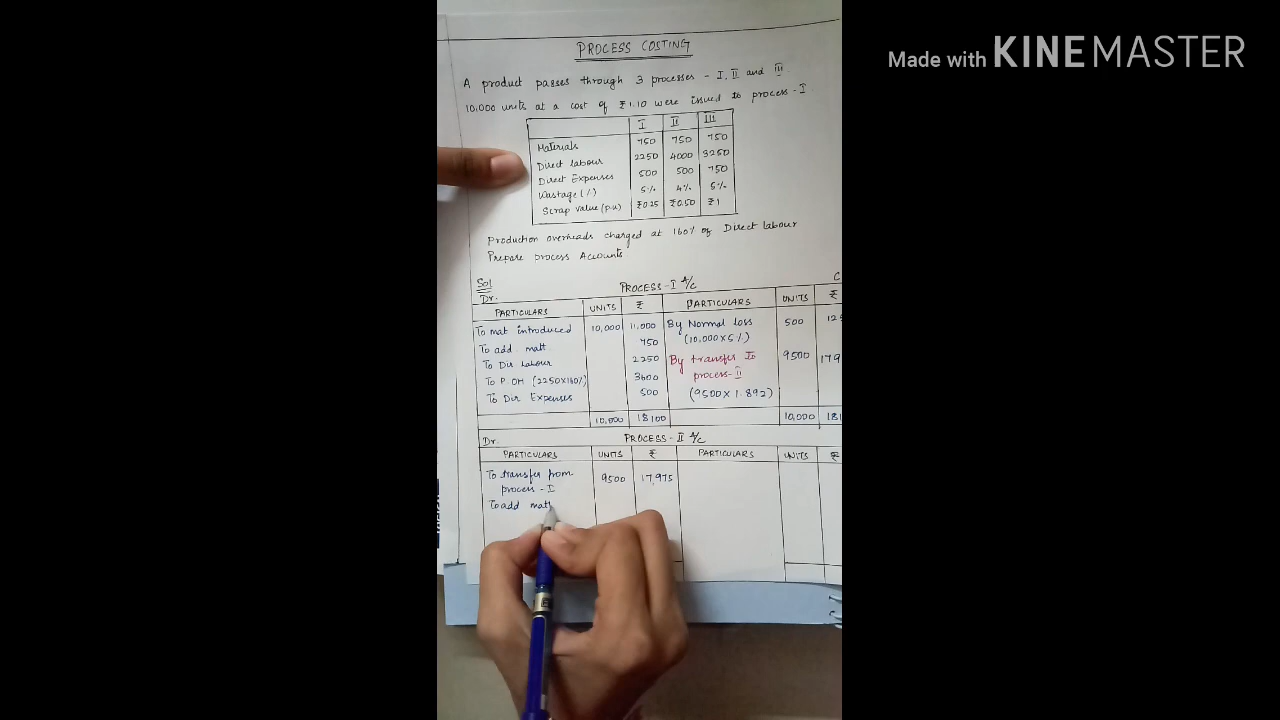 Made with KINEMASTER
PROCESS COSTING
A product passes through 3 processes - I, II and III.
10,000 units at a cost of ₹1.10 were issued to process - I
I II III
Materials 750 750 750
Direct labour 2250 4000 3250
Direct Expenses 500 500 750
Wastage (%) 5% 4% 5%
Scrap value (p.u) ₹0.25 ₹0.50 ₹1
Production overheads charged at 160% of Direct labour
Prepare process Accounts
Sol
PROCESS - I A/C
Dr.
PARTICULARS UNITS ₹ PARTICULARS UNITS ₹
To mat introduced 10,000 11,000 By Normal loss 500
To add matt 750 (10,000 x 5%)
To Dir Labour 2250 By transfer to 9500
To P.OH (2250x160%) 3600 process - II
To Dir Expenses 500 (9500 x 1.892)
10,000 18100 10,000
Dr. PROCESS - II A/C
PARTICULARS UNITS ₹ PARTICULARS UNITS ₹
To transfer from 9500 17,975
process - I
To add matt